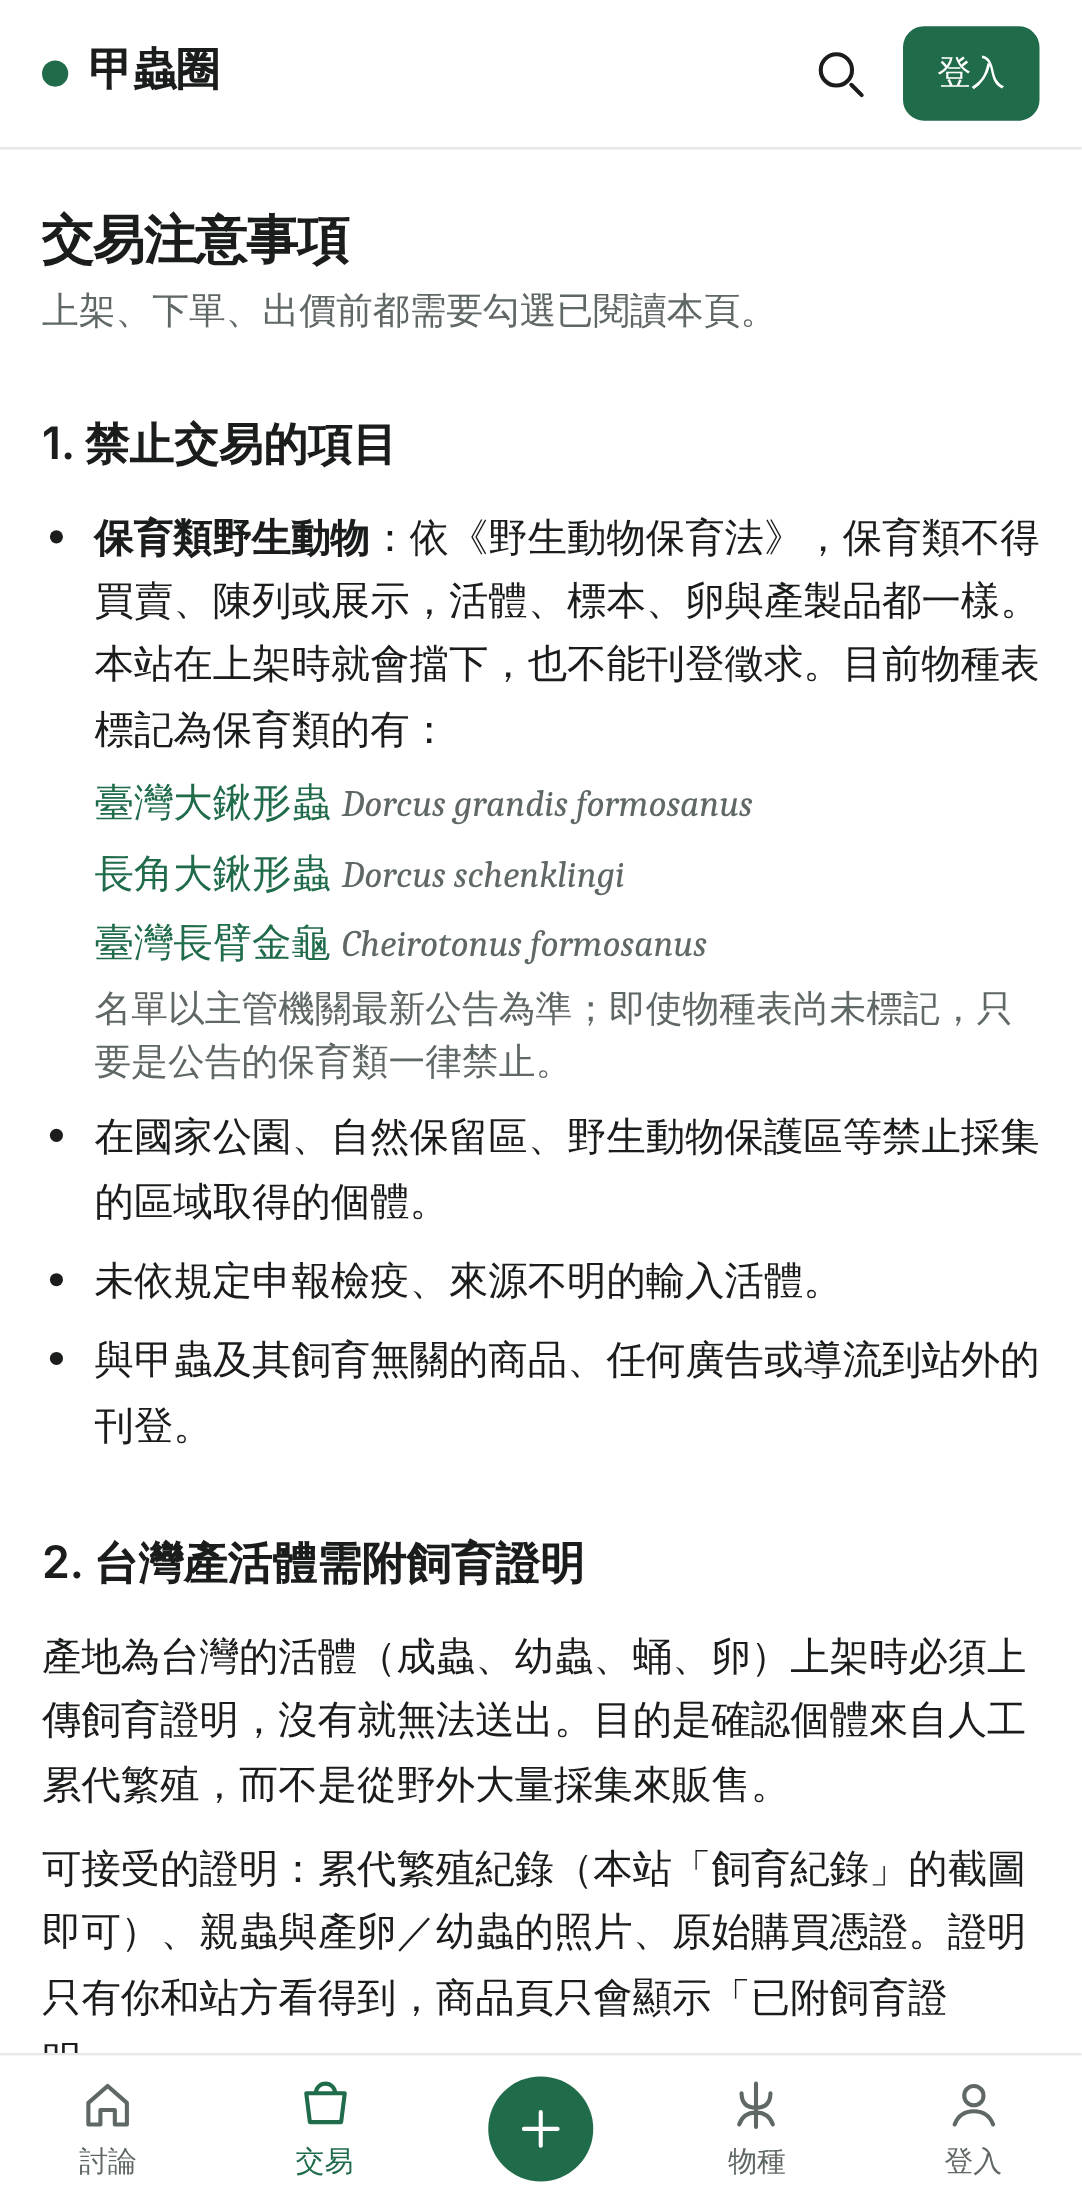 甲蟲圈
登入
交易注意事項
上架、下單、出價前都需要勾選已閱讀本頁。
1. 禁止交易的項目
• 保育類野生動物：依《野生動物保育法》，保育類不得
買賣、陳列或展示，活體、標本、卵與產製品都一樣。
本站在上架時就會擋下，也不能刊登徵求。目前物種表
標記為保育類的有：
臺灣大鍬形蟲 Dorcus grandis formosanus
長角大鍬形蟲 Dorcus schenklingi
臺灣長臂金龜 Cheirotonus formosanus
名單以主管機關最新公告為準；即使物種表尚未標記，只
要是公告的保育類一律禁止。
• 在國家公園、自然保留區、野生動物保護區等禁止採集
的區域取得的個體。
• 未依規定申報檢疫、來源不明的輸入活體。
• 與甲蟲及其飼育無關的商品、任何廣告或導流到站外的
刊登。
2. 台灣產活體需附飼育證明
產地為台灣的活體（成蟲、幼蟲、蛹、卵）上架時必須上
傳飼育證明，沒有就無法送出。目的是確認個體來自人工
累代繁殖，而不是從野外大量採集來販售。
可接受的證明：累代繁殖紀錄（本站「飼育紀錄」的截圖
即可）、親蟲與產卵／幼蟲的照片、原始購買憑證。證明
只有你和站方看得到，商品頁只會顯示「已附飼育證
討論
交易
物種
登入